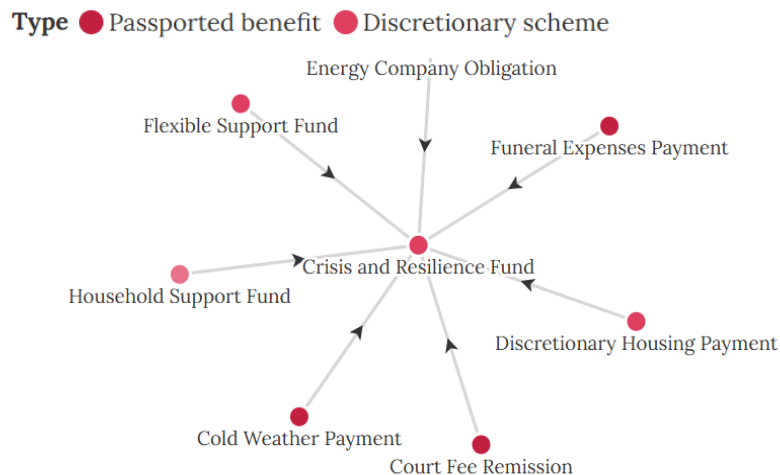 Type Passported benefit Discretionary scheme
Energy Company Obligation
Flexible Support Fund
Funeral Expenses Payment
Crisis and Resilience Fund
Household Support Fund
Discretionary Housing Payment
Cold Weather Payment
Court Fee Remission